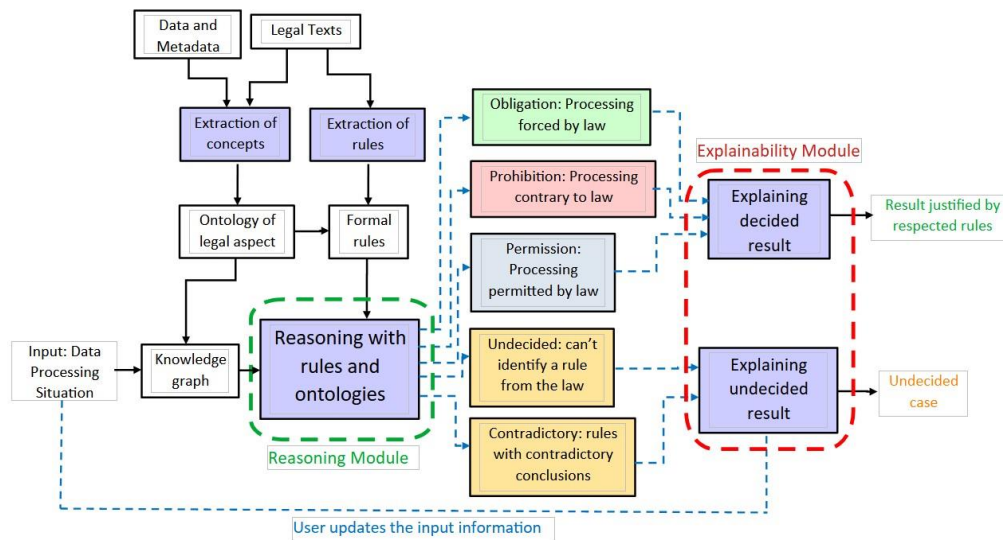 Data and
Metadata
Legal Texts
Extraction of
concepts
Extraction of
rules
Ontology of
legal aspect
Formal
rules
Input: Data
Processing
Situation
Knowledge
graph
Reasoning with
rules and
ontologies
Reasoning Module
Obligation: Processing
forced by law
Prohibition: Processing
contrary to law
Permission:
Processing
permitted by law
Undecided: can’t
identify a rule
from the law
Contradictory: rules
with contradictory
conclusions
Explainability Module
Explaining
decided
result
Explaining
undecided
result
Result justified by
respected rules
Undecided
case
User updates the input information